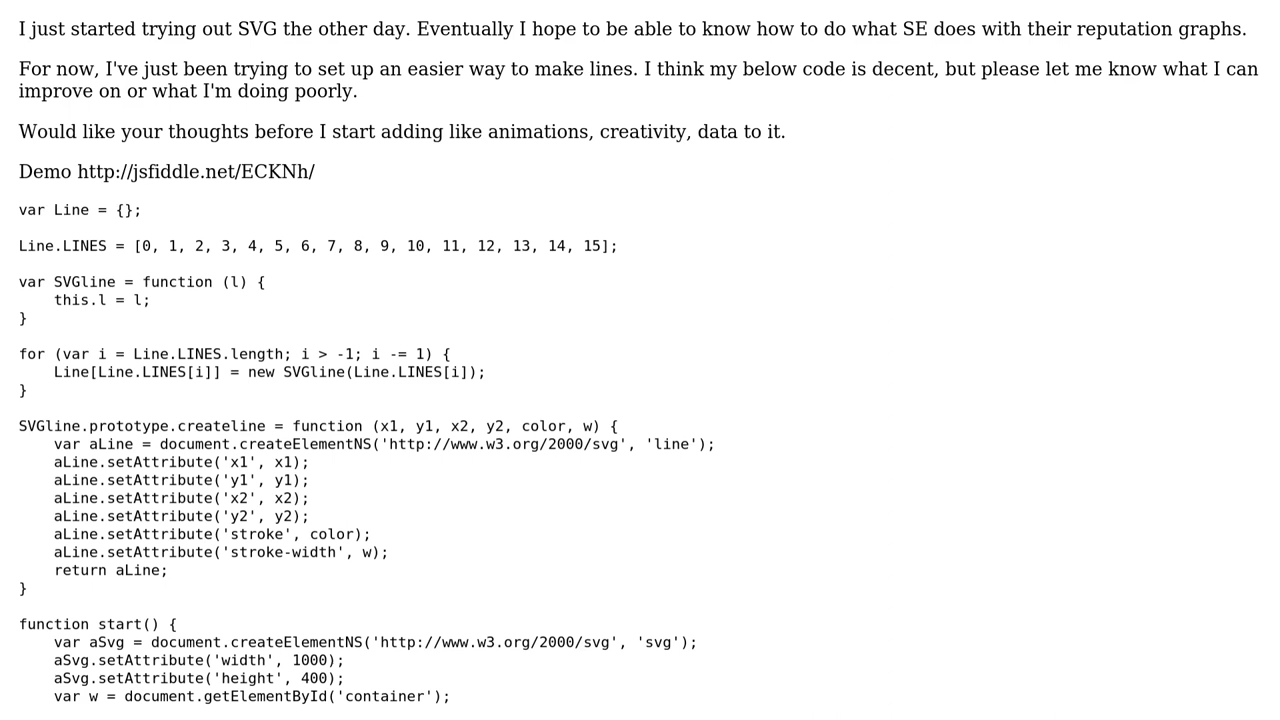 I just started trying out SVG the other day. Eventually I hope to be able to know how to do what SE does with their reputation graphs.
For now, I've just been trying to set up an easier way to make lines. I think my below code is decent, but please let me know what I can
improve on or what I'm doing poorly.
Would like your thoughts before I start adding like animations, creativity, data to it.
Demo http://jsfiddle.net/ECKNh/
var Line = {};
Line.LINES = [0, 1, 2, 3, 4, 5, 6, 7, 8, 9, 10, 11, 12, 13, 14, 15];
var SVGline = function (l) {
    this.l = l;
}
for (var i = Line.LINES.length; i > -1; i -= 1) {
    Line[Line.LINES[i]] = new SVGline(Line.LINES[i]);
}
SVGline.prototype.createline = function (x1, y1, x2, y2, color, w) {
    var aLine = document.createElementNS('http://www.w3.org/2000/svg', 'line');
    aLine.setAttribute('x1', x1);
    aLine.setAttribute('y1', y1);
    aLine.setAttribute('x2', x2);
    aLine.setAttribute('y2', y2);
    aLine.setAttribute('stroke', color);
    aLine.setAttribute('stroke-width', w);
    return aLine;
}
function start() {
    var aSvg = document.createElementNS('http://www.w3.org/2000/svg', 'svg');
    aSvg.setAttribute('width', 1000);
    aSvg.setAttribute('height', 400);
    var w = document.getElementById('container');